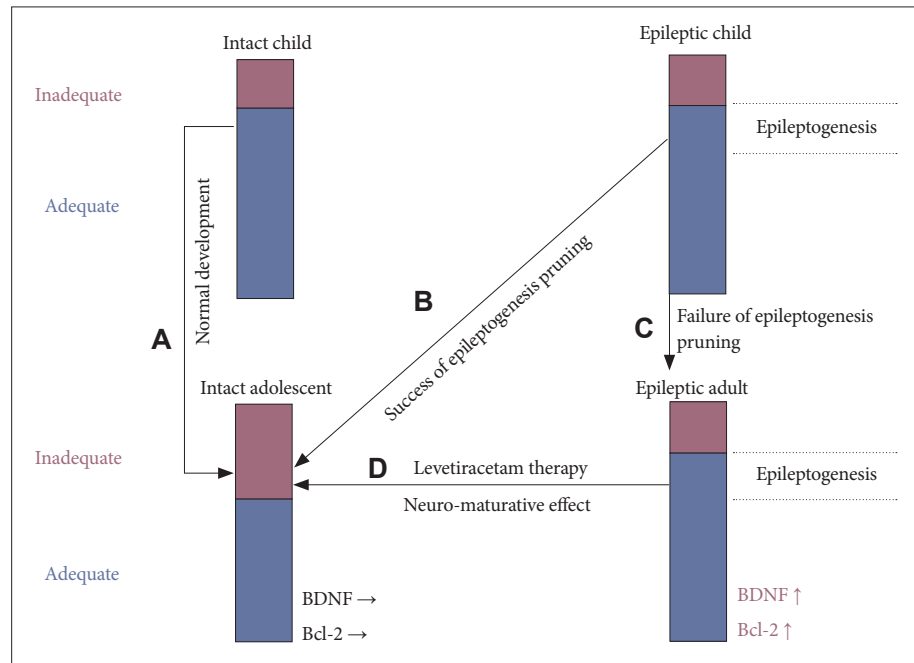 Intact child
Epileptic child
Inadequate
Epileptogenesis
Adequate
Normal development
A
B
Success of epileptogenesis pruning
C
Failure of epileptogenesis
pruning
Intact adolescent
Epileptic adult
Inadequate
D
Levetiracetam therapy
Neuro-maturative effect
Epileptogenesis
Adequate
BDNF →
Bcl-2 →
BDNF ↑
Bcl-2 ↑